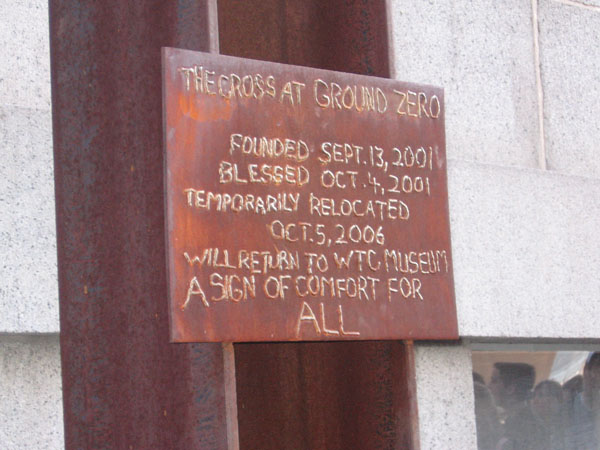 THE CROSS AT GROUND ZERO
FOUNDED SEPT. 13, 2001
BLESSED OCT. 4, 2001
TEMPORARILY RELOCATED
OCT. 5, 2006
WILL RETURN TO WTC MUSEUM
A SIGN OF COMFORT FOR
ALL